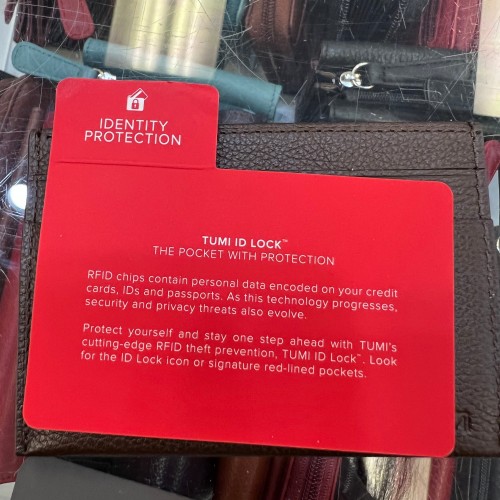 IDENTITY
PROTECTION
TUMI ID LOCK™
THE POCKET WITH PROTECTION
RFID chips contain personal data encoded on your credit
cards, IDs and passports. As this technology progresses,
security and privacy threats also evolve.
Protect yourself and stay one step ahead with TUMI's
cutting-edge RFID theft prevention, TUMI ID Lock™. Look
for the ID Lock icon or signature red-lined pockets.